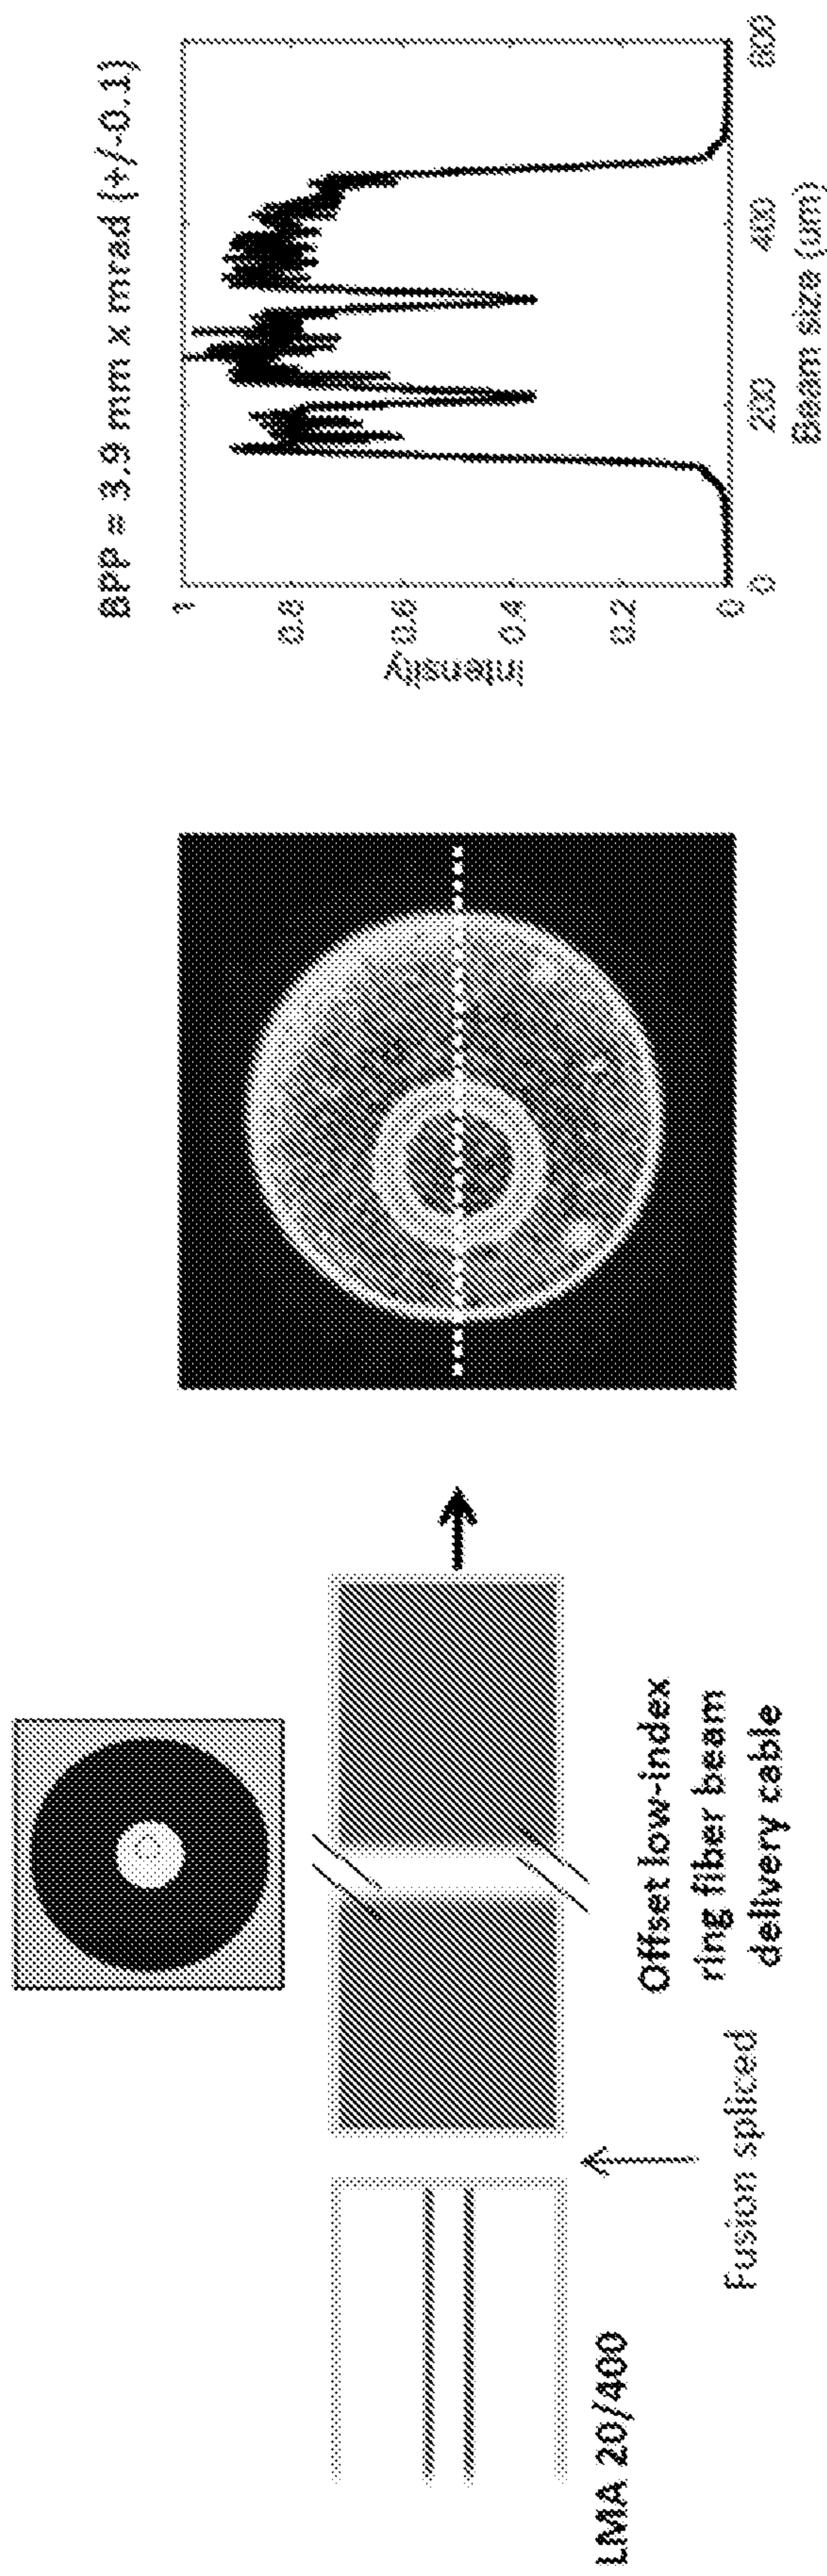 LMA 20/400
Fusion spliced
Offset low-index
ring fiber beam
delivery cable
BPP = 3.9 mm x mrad (+/-0.1)
Intensity
1
0.8
0.6
0.4
0.2
0
0
200
400
600
Beam size (um)